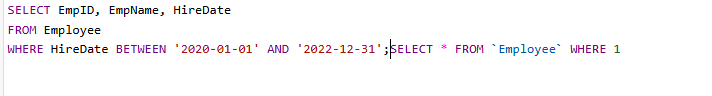 SELECT EmpID, EmpName, HireDate
FROM Employee
WHERE HireDate BETWEEN '2020-01-01' AND '2022-12-31';SELECT * FROM `Employee` WHERE 1